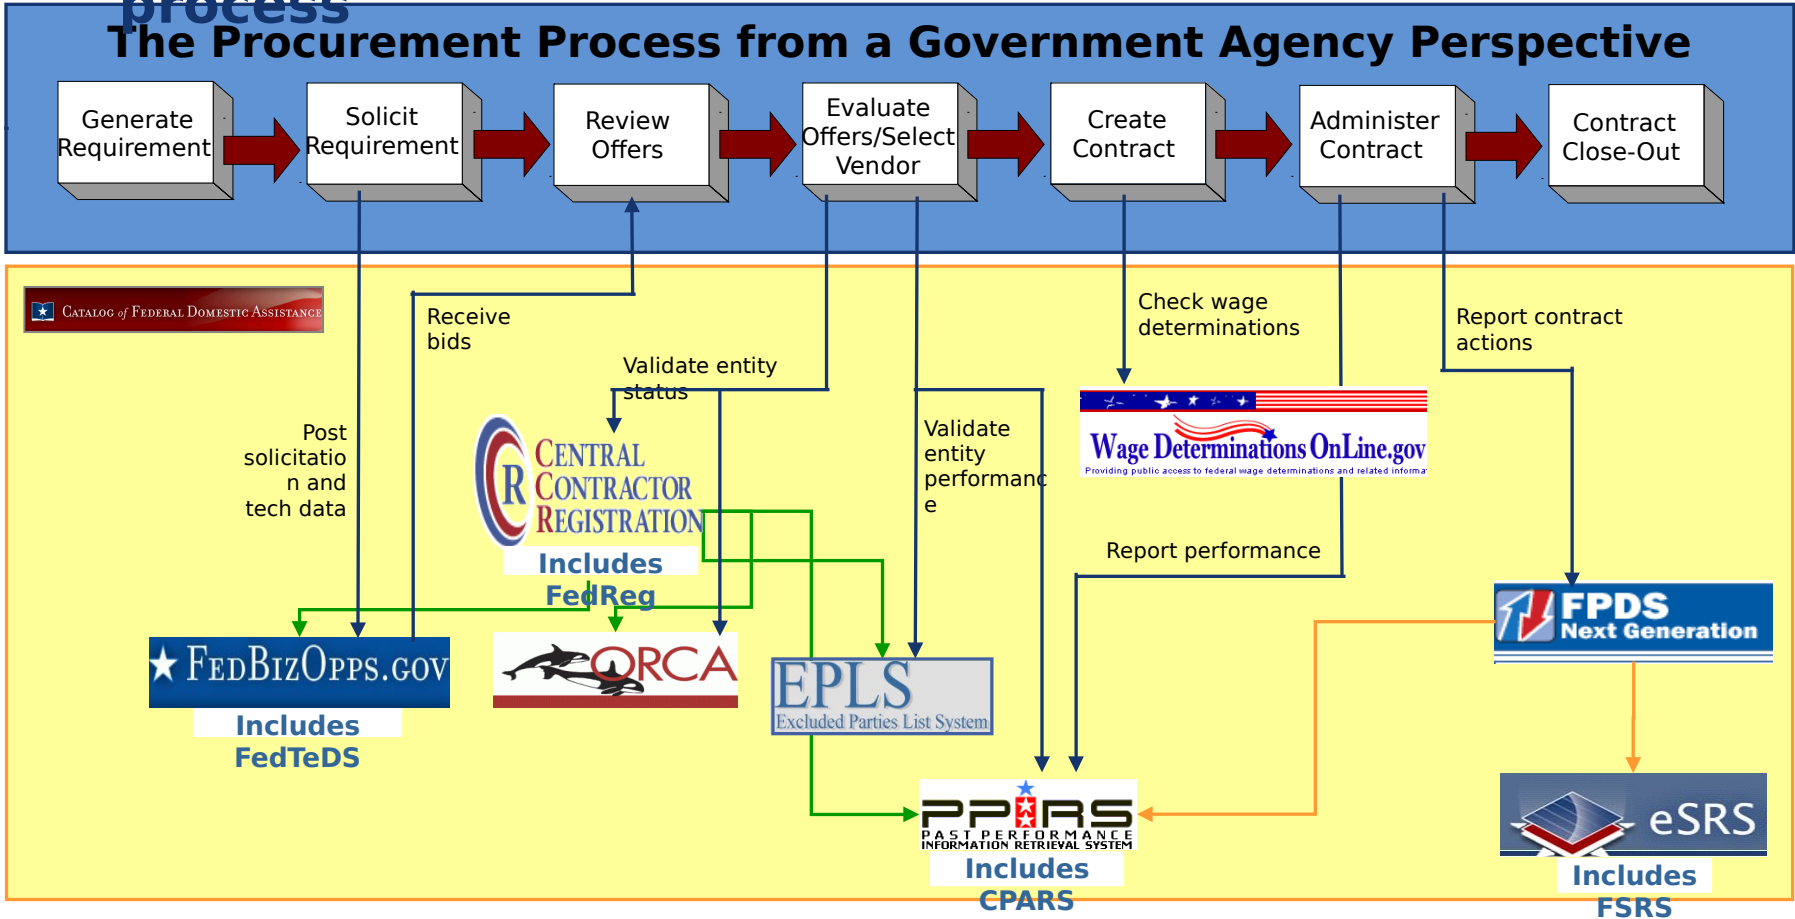 process
The Procurement Process from a Government Agency Perspective
Generate
Requirement
Solicit
Requirement
Review
Offers
Evaluate
Offers/Select
Vendor
Create
Contract
Administer
Contract
Contract
Close-Out
CATALOG of FEDERAL DOMESTIC ASSISTANCE
Receive
bids
Validate entity
status
Check wage
determinations
Report contract
actions
Post
solicitatio
n and
tech data
CR
CENTRAL
CONTRACTOR
REGISTRATION
Includes
FedReg
Validate
entity
performanc
e
Wage Determinations OnLine.gov
Providing public access to federal wage determinations and related informa
Report performance
FEDBIZOPPS.GOV
Includes
FedTeDS
ORCA
EPLS
Excluded Parties List System
FPDS
Next Generation
PPIRS
PAST PERFORMANCE
INFORMATION RETRIEVAL SYSTEM
Includes
CPARS
eSRS
Includes
FSRS